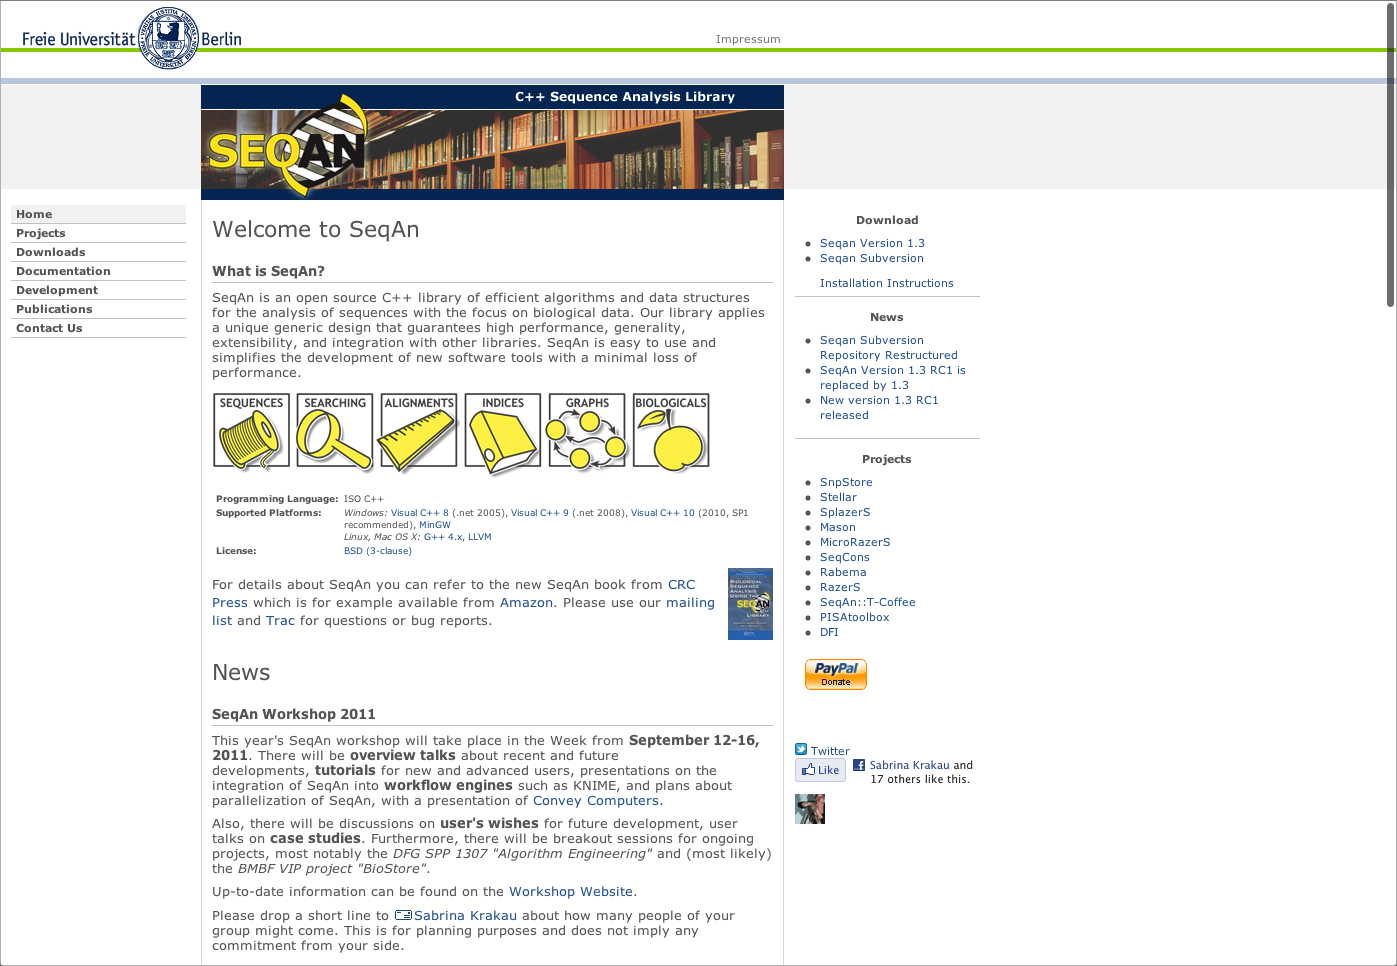 Freie Universität Berlin
Impressum
C++ Sequence Analysis Library
SEQAN
Home
Projects
Downloads
Documentation
Development
Publications
Contact Us
Welcome to SeqAn
What is SeqAn?
SeqAn is an open source C++ library of efficient algorithms and data structures
for the analysis of sequences with the focus on biological data. Our library applies
a unique generic design that guarantees high performance, generality,
extensibility, and integration with other libraries. SeqAn is easy to use and
simplifies the development of new software tools with a minimal loss of
performance.
SEQUENCES SEARCHING ALIGNMENTS INDICES GRAPHS BIOLOGICALS
Programming Language: ISO C++
Supported Platforms: Windows: Visual C++ 8 (.net 2005), Visual C++ 9 (.net 2008), Visual C++ 10 (2010, SP1
recommended), MinGW
Linux, Mac OS X: G++ 4.x, LLVM
License: BSD (3-clause)
For details about SeqAn you can refer to the new SeqAn book from CRC
Press which is for example available from Amazon. Please use our mailing
list and Trac for questions or bug reports.
BIOLOGICAL
SEQUENCE
ANALYSIS
USING THE
SEQAN
LIBRARY
News
SeqAn Workshop 2011
This year's SeqAn workshop will take place in the Week from September 12-16,
2011. There will be overview talks about recent and future
developments, tutorials for new and advanced users, presentations on the
integration of SeqAn into workflow engines such as KNIME, and plans about
parallelization of SeqAn, with a presentation of Convey Computers.
Also, there will be discussions on user's wishes for future development, user
talks on case studies. Furthermore, there will be breakout sessions for ongoing
projects, most notably the DFG SPP 1307 "Algorithm Engineering" and (most likely)
the BMBF VIP project "BioStore".
Up-to-date information can be found on the Workshop Website.
Please drop a short line to Sabrina Krakau about how many people of your
group might come. This is for planning purposes and does not imply any
commitment from your side.
Download
Seqan Version 1.3
Seqan Subversion
Installation Instructions
News
Seqan Subversion
Repository Restructured
SeqAn Version 1.3 RC1 is
replaced by 1.3
New version 1.3 RC1
released
Projects
SnpStore
Stellar
SplazerS
Mason
MicroRazerS
SeqCons
Rabema
RazerS
SeqAn::T-Coffee
PISAtoolbox
DFI
PayPal
Donate
Twitter
Like Sabrina Krakau and
17 others like this.